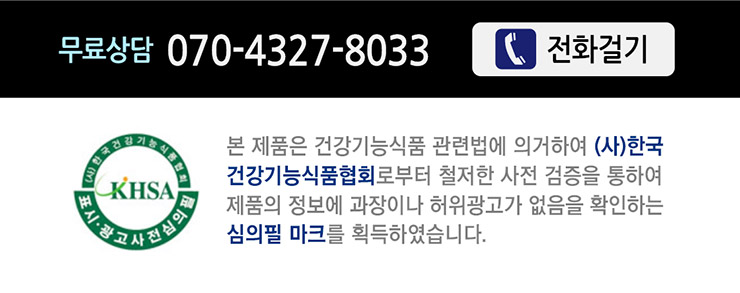 무료상담 070-4327-8033 전화걸기
(사)한국건강기능식품협회
KHSA
표시·광고사전심의필
본 제품은 건강기능식품 관련법에 의거하여 (사)한국
건강기능식품협회로부터 철저한 사전 검증을 통하여
제품의 정보에 과장이나 허위광고가 없음을 확인하는
심의필 마크를 획득하였습니다.